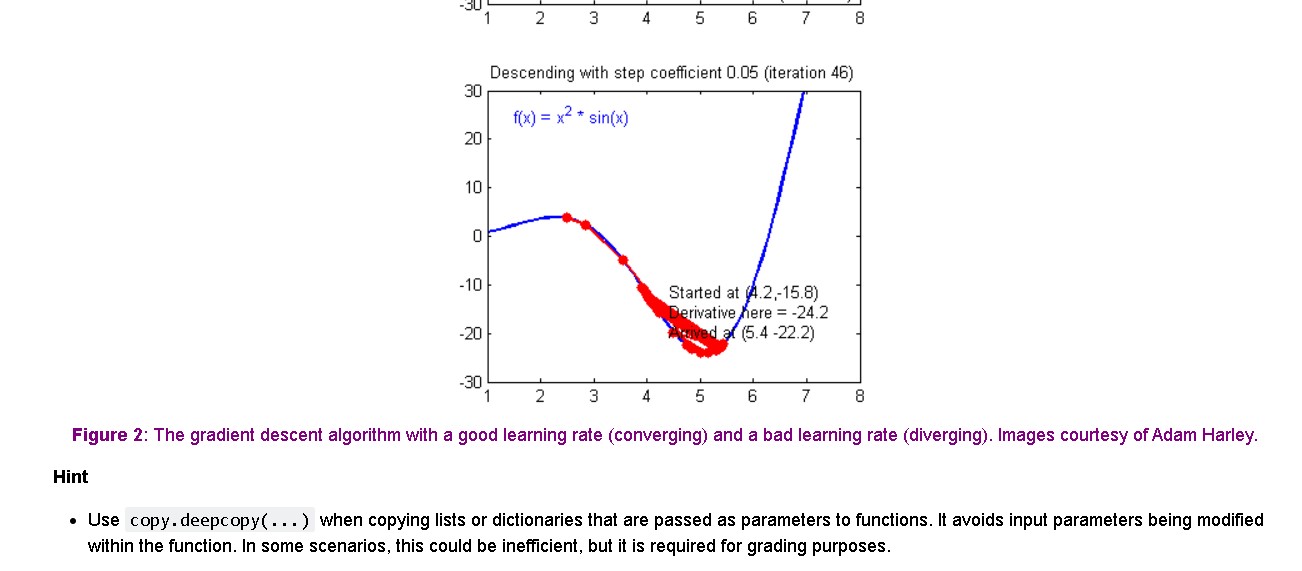 -30
1 2 3 4 5 6 7 8
Descending with step coefficient 0.05 (iteration 46)
30
f(x) = x² * sin(x)
20
10
0
-10
Started at (4.2,-15.8)
Derivative here = -24.2
-20
Arrived at (5.4 -22.2)
-30
1 2 3 4 5 6 7 8
Figure 2: The gradient descent algorithm with a good learning rate (converging) and a bad learning rate (diverging). Images courtesy of Adam Harley.
Hint
• Use copy.deepcopy(...) when copying lists or dictionaries that are passed as parameters to functions. It avoids input parameters being modified
within the function. In some scenarios, this could be inefficient, but it is required for grading purposes.